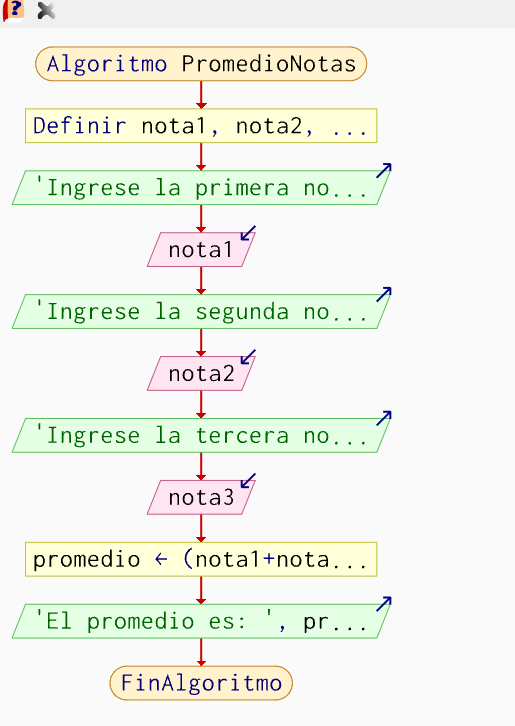 Algoritmo PromedioNotas
Definir nota1, nota2, ...
'Ingrese la primera no...
nota1
'Ingrese la segunda no...
nota2
'Ingrese la tercera no...
nota3
promedio ← (nota1+nota...
'El promedio es: ', pr...
FinAlgoritmo